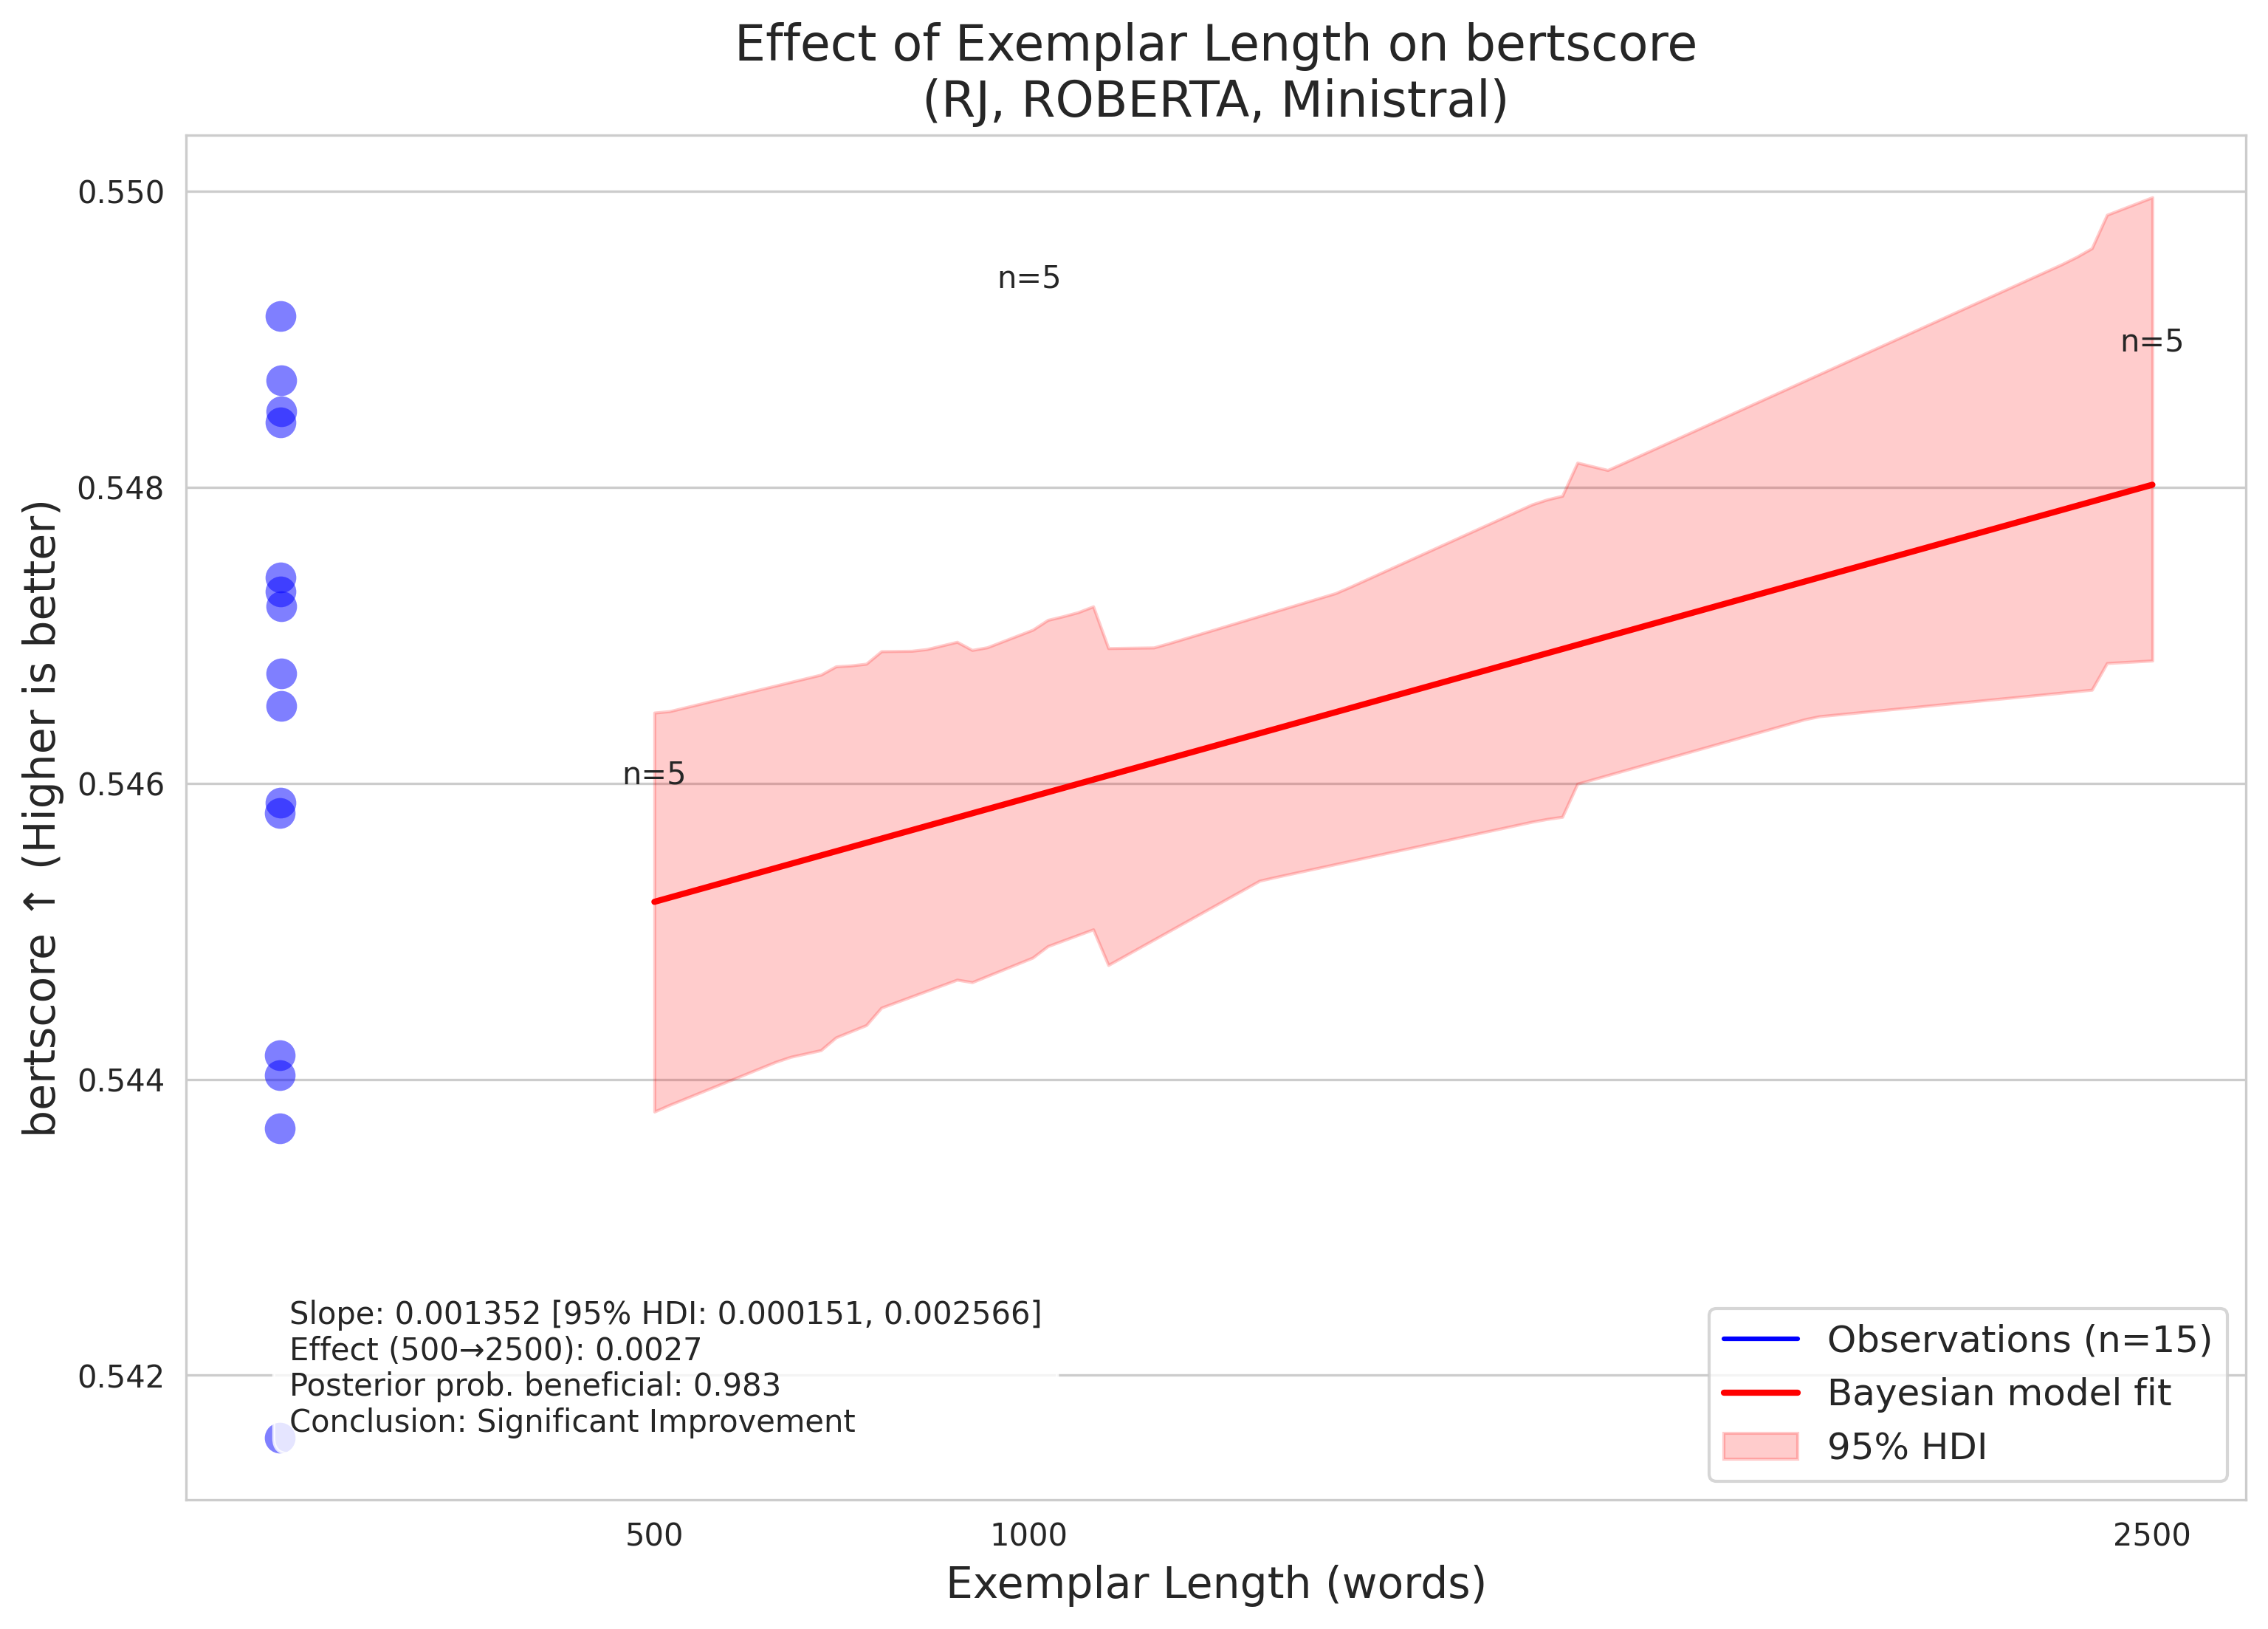 Effect of Exemplar Length on bertscore
(RJ, ROBERTA, Ministral)
bertscore ↑ (Higher is better)
0.550
0.548
0.546
0.544
0.542
n=5
n=5
n=5
Slope: 0.001352 [95% HDI: 0.000151, 0.002566]
Effect (500→2500): 0.0027
Posterior prob. beneficial: 0.983
Conclusion: Significant Improvement
Observations (n=15)
Bayesian model fit
95% HDI
500
1000
2500
Exemplar Length (words)